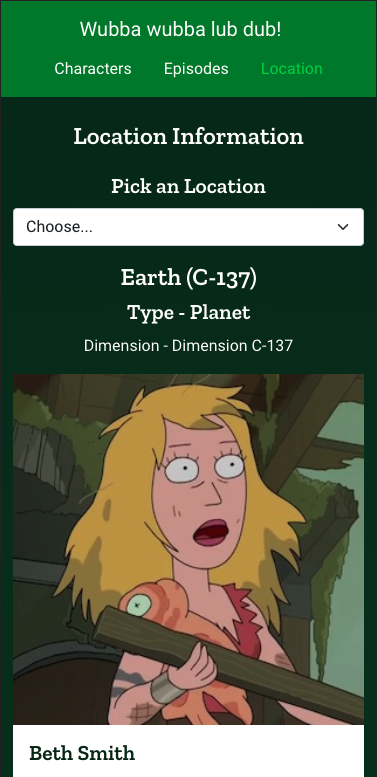 Wubba wubba lub dub!
Characters Episodes Location
Location Information
Pick an Location
Choose...
Earth (C-137)
Type - Planet
Dimension - Dimension C-137
Beth Smith